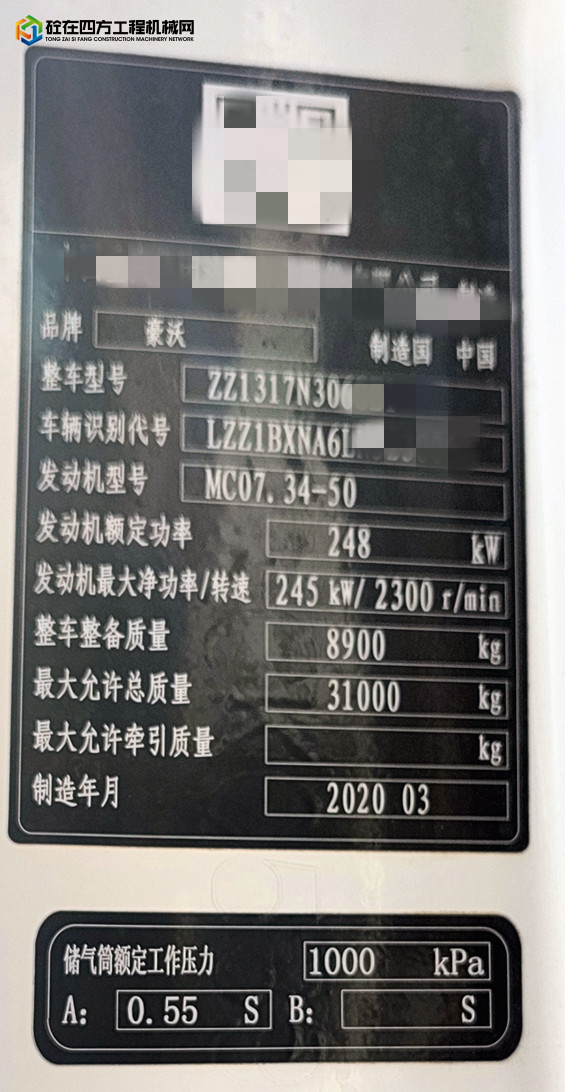 砼在四方工程机械网
TONG ZAI SI FANG CONSTRUCTION MACHINERY NETWORK
品牌 豪沃 制造国 中国
整车型号 ZZ1317N30
车辆识别代号 LZZ1BXNA6L
发动机型号 MC07.34-50
发动机额定功率 248 kW
发动机最大净功率/转速 245 kW/ 2300 r/min
整车整备质量 8900 kg
最大允许总质量 31000 kg
最大允许牵引质量 kg
制造年月 2020 03
储气筒额定工作压力 1000 kPa
A: 0.55 S B: S